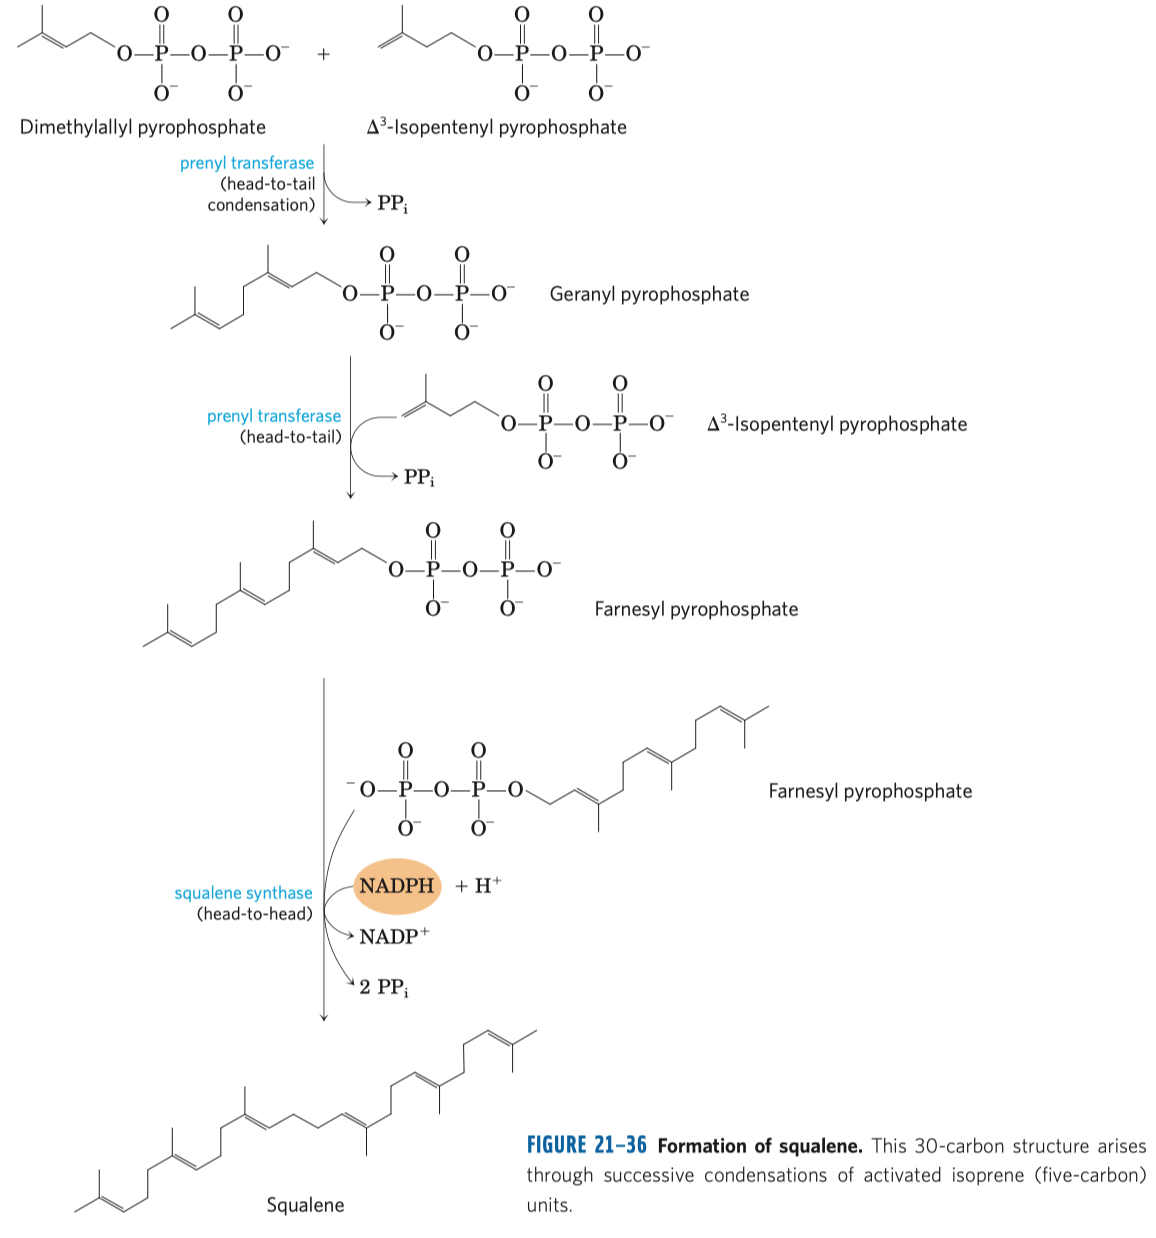 O O O O
O—P—O—P—O⁻ + O—P—O—P—O⁻
O⁻ O⁻ O⁻ O⁻
Dimethylallyl pyrophosphate Δ³-Isopentenyl pyrophosphate
prenyl transferase
(head-to-tail
condensation) PPᵢ
O O
O—P—O—P—O⁻ Geranyl pyrophosphate
O⁻ O⁻
O O
prenyl transferase O—P—O—P—O⁻ Δ³-Isopentenyl pyrophosphate
(head-to-tail)
O⁻ O⁻
PPᵢ
O O
O—P—O—P—O⁻
O⁻ O⁻ Farnesyl pyrophosphate
O O
⁻O—P—O—P—O Farnesyl pyrophosphate
O⁻ O⁻
squalene synthase NADPH + H⁺
(head-to-head)
NADP⁺
2 PPᵢ
FIGURE 21–36 Formation of squalene. This 30-carbon structure arises
through successive condensations of activated isoprene (five-carbon)
units.
Squalene